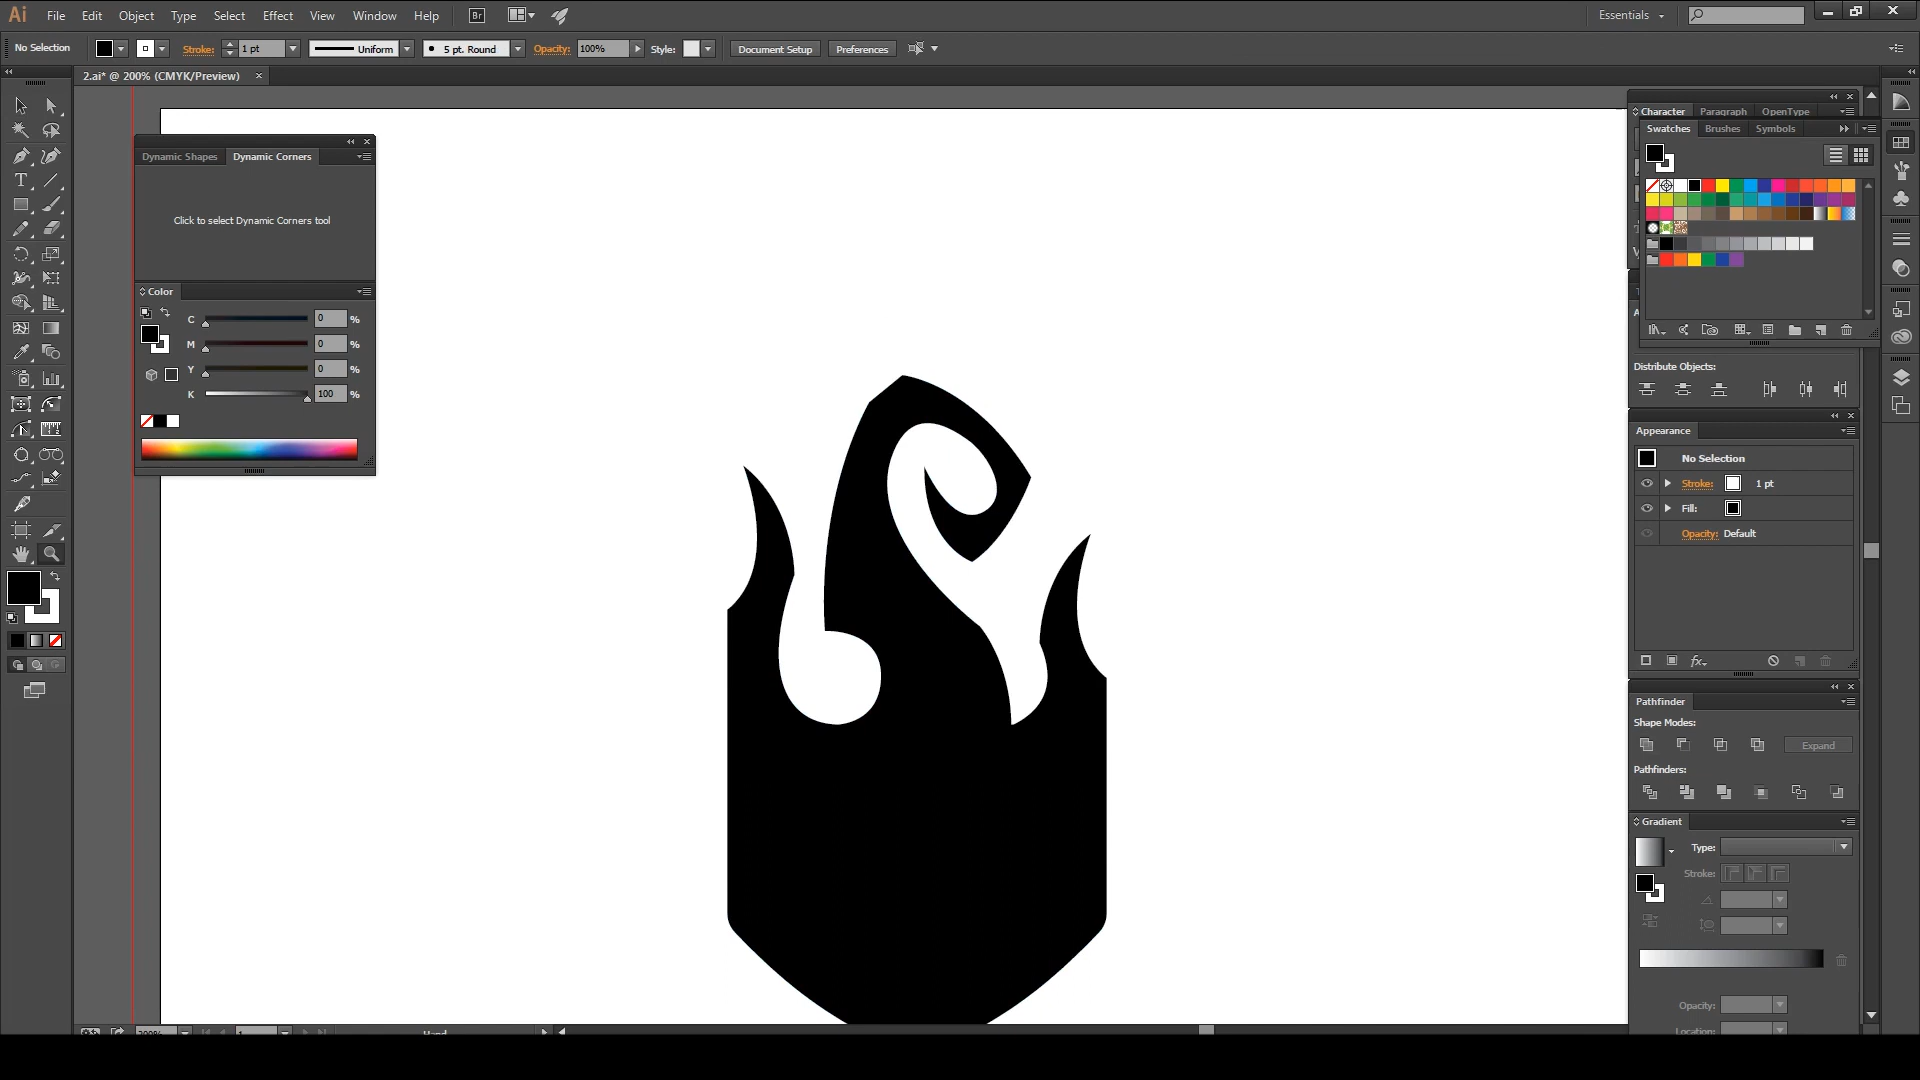 Ai File Edit Object Type Select Effect View Window Help Br Essentials
No Selection Stroke: 1 pt Uniform 5 pt. Round Opacity: 100% Style: Document Setup Preferences
2.ai* @ 200% (CMYK/Preview)
Dynamic Shapes Dynamic Corners
Click to select Dynamic Corners tool
Color
C 0 %
M 0 %
Y 0 %
K 100 %
Character Paragraph OpenType
Swatches Brushes Symbols
Distribute Objects:
Appearance
No Selection
Stroke: 1 pt
Fill:
Opacity: Default
Pathfinder
Shape Modes:
Expand
Pathfinders:
Gradient
Type:
Stroke:
Opacity:
Location:
200% 1 Hand